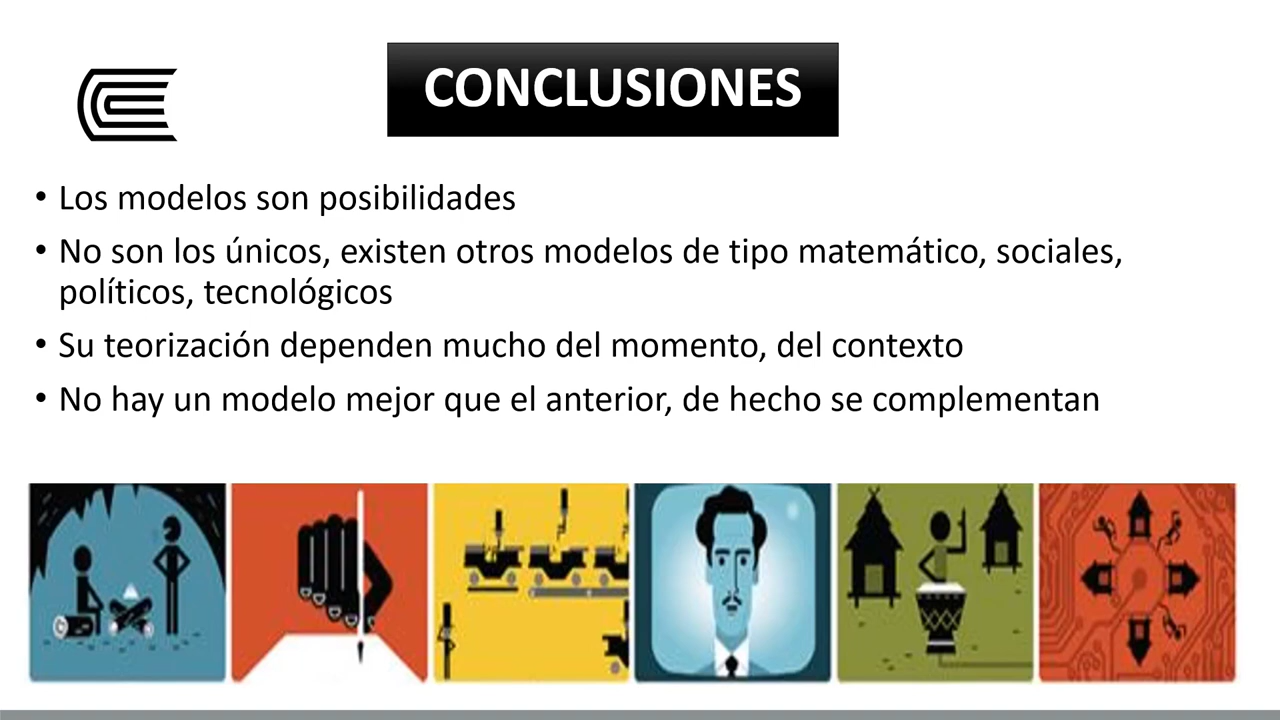 CONCLUSIONES
• Los modelos son posibilidades
• No son los únicos, existen otros modelos de tipo matemático, sociales,
políticos, tecnológicos
• Su teorización dependen mucho del momento, del contexto
• No hay un modelo mejor que el anterior, de hecho se complementan